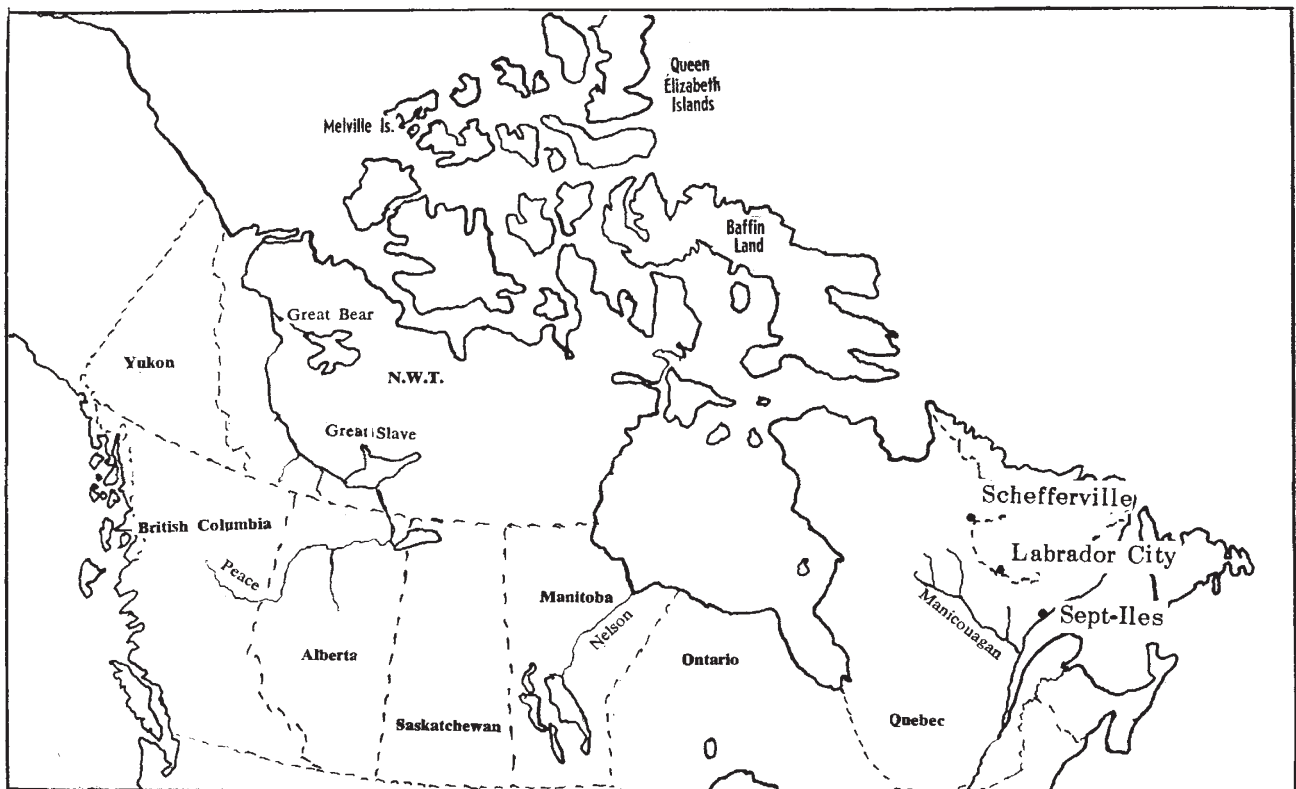 Queen
Élizabeth
Islands
Melville Is.
Baffin
Land
Great Bear
Yukon
N.W.T.
Great Slave
Schefferville
British Columbia
Labrador City
Peace
Manitoba
Manicouagan
Sept-Iles
Nelson
Alberta
Ontario
Quebec
Saskatchewan